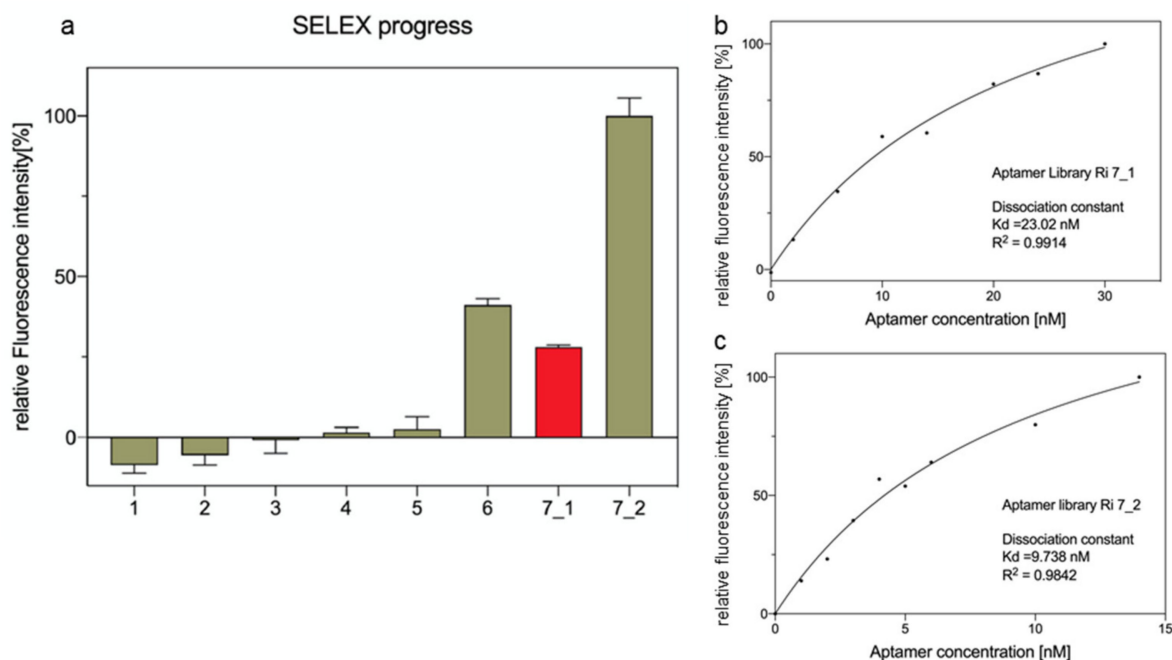 a
SELEX progress
relative Fluorescence intensity[%]
100
50
0
1 2 3 4 5 6 7_1 7_2
b
relative fluorescence intensity [%]
100
50
0
Aptamer Library Ri 7_1
Dissociation constant
Kd =23.02 nM
R² = 0.9914
0 10 20 30
Aptamer concentration [nM]
c
relative fluorescence intensity [%]
100
50
0
Aptamer library Ri 7_2
Dissociation constant
Kd =9.738 nM
R² = 0.9842
0 5 10 15
Aptamer concentration [nM]